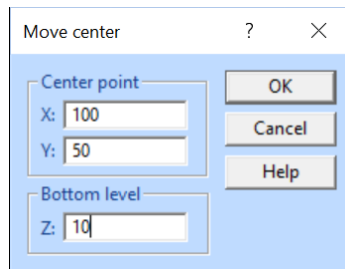 Move center ?
Center point
X: 100
Y: 50
Bottom level
Z: 10
OK
Cancel
Help